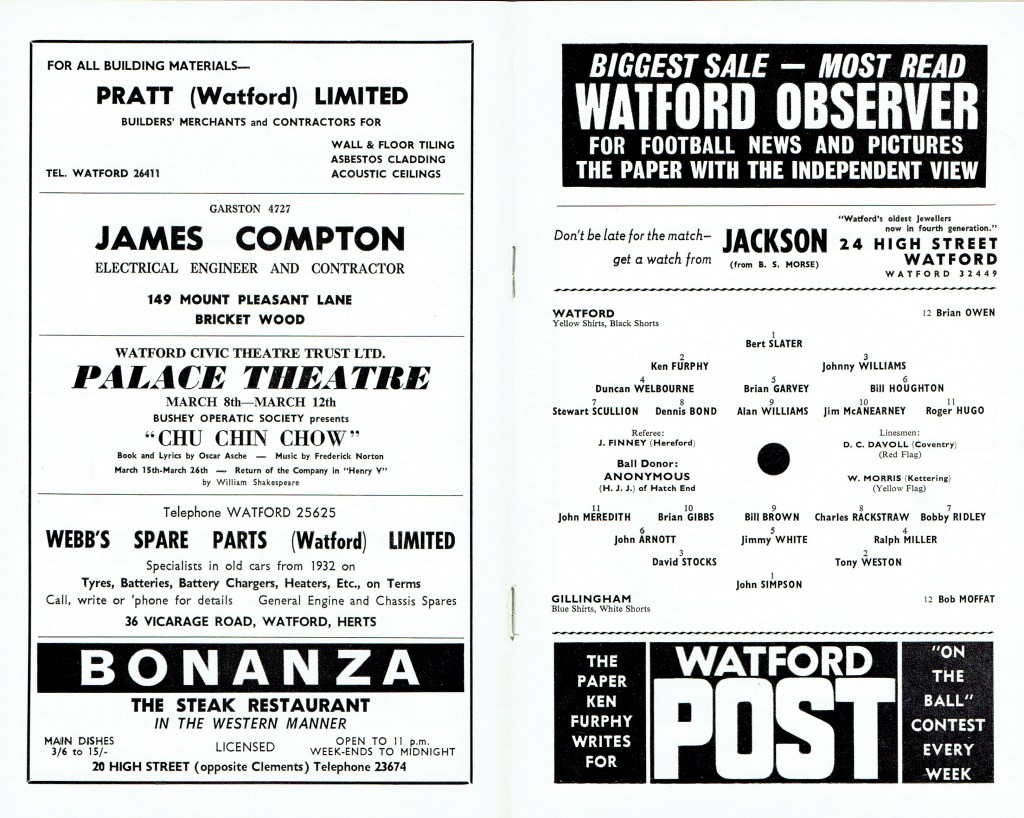 FOR ALL BUILDING MATERIALS—
PRATT (Watford) LIMITED
BUILDERS' MERCHANTS and CONTRACTORS FOR
WALL & FLOOR TILING
ASBESTOS CLADDING
TEL. WATFORD 26411 ACOUSTIC CEILINGS
GARSTON 4727
JAMES COMPTON
ELECTRICAL ENGINEER AND CONTRACTOR
149 MOUNT PLEASANT LANE
BRICKET WOOD
WATFORD CIVIC THEATRE TRUST LTD.
PALACE THEATRE
MARCH 8th—MARCH 12th
BUSHEY OPERATIC SOCIETY presents
"CHU CHIN CHOW"
Book and Lyrics by Oscar Asche — Music by Frederick Norton
March 15th-March 26th — Return of the Company in "Henry V"
by William Shakespeare
Telephone WATFORD 25625
WEBB'S SPARE PARTS (Watford) LIMITED
Specialists in old cars from 1932 on
Tyres, Batteries, Battery Chargers, Heaters, Etc., on Terms
Call, write or 'phone for details General Engine and Chassis Spares
36 VICARAGE ROAD, WATFORD, HERTS
BONANZA
THE STEAK RESTAURANT
IN THE WESTERN MANNER
MAIN DISHES
3/6 to 15/-
LICENSED
OPEN TO 11 p.m.
WEEK-ENDS TO MIDNIGHT
20 HIGH STREET (opposite Clements) Telephone 23674
BIGGEST SALE — MOST READ
WATFORD OBSERVER
FOR FOOTBALL NEWS AND PICTURES
THE PAPER WITH THE INDEPENDENT VIEW
Don't be late for the match—
get a watch from
JACKSON
(from B. S. MORSE)
"Watford's oldest Jewellers
now in fourth generation."
24 HIGH STREET
WATFORD
WATFORD 32449
WATFORD 12 Brian OWEN
Yellow Shirts, Black Shorts
1
Bert SLATER
2 3
Ken FURPHY Johnny WILLIAMS
4 5 6
Duncan WELBOURNE Brian GARVEY Bill HOUGHTON
7 8 9 10 11
Stewart SCULLION Dennis BOND Alan WILLIAMS Jim McANEARNEY Roger HUGO
Referee:
J. FINNEY (Hereford)
Ball Donor:
ANONYMOUS
(H. J. J.) of Hatch End
Linesmen:
D. C. DAVOLL (Coventry)
(Red Flag)
W. MORRIS (Kettering)
(Yellow Flag)
11 10 9 8 7
John MEREDITH Brian GIBBS Bill BROWN Charles RACKSTRAW Bobby RIDLEY
6 5 4
John ARNOTT Jimmy WHITE Ralph MILLER
3 2
David STOCKS Tony WESTON
1
John SIMPSON
GILLINGHAM 12 Bob MOFFAT
Blue Shirts, White Shorts
THE
PAPER
KEN
FURPHY
WRITES
FOR
WATFORD
POST
"ON
THE
BALL"
CONTEST
EVERY
WEEK